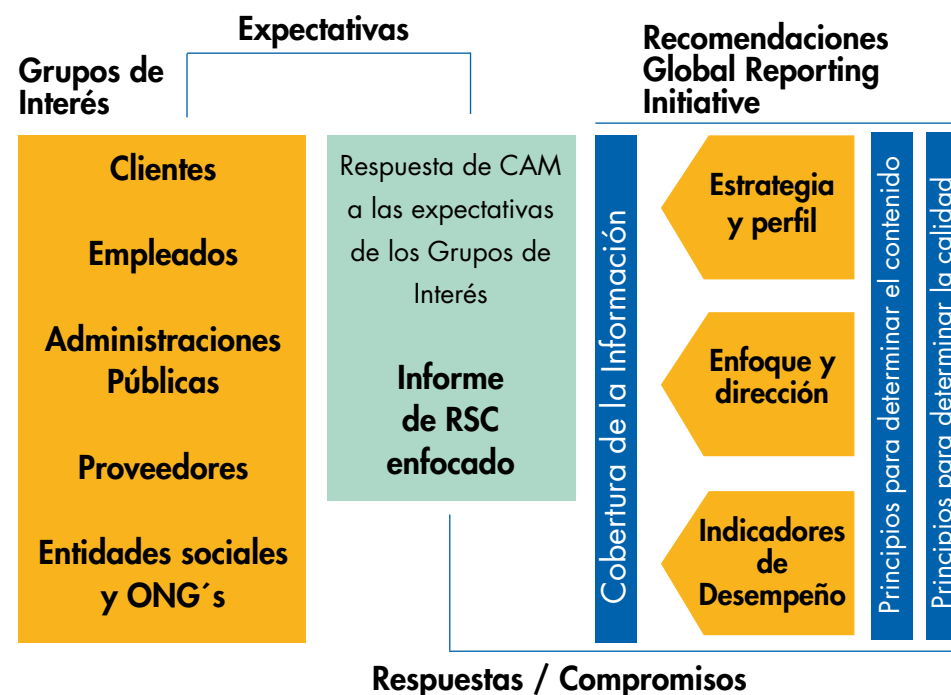 Expectativas
Grupos de
Interés
Recomendaciones
Global Reporting
Initiative
Clientes
Empleados
Administraciones
Públicas
Proveedores
Entidades sociales
y ONG´s
Respuesta de CAM
a las expectativas
de los Grupos de
Interés
Informe
de RSC
enfocado
Cobertura de la Información
Estrategia
y perfil
Enfoque y
dirección
Indicadores
de
Desempeño
Principios para determinar el contenido
Principios para determinar la calidad
Respuestas / Compromisos